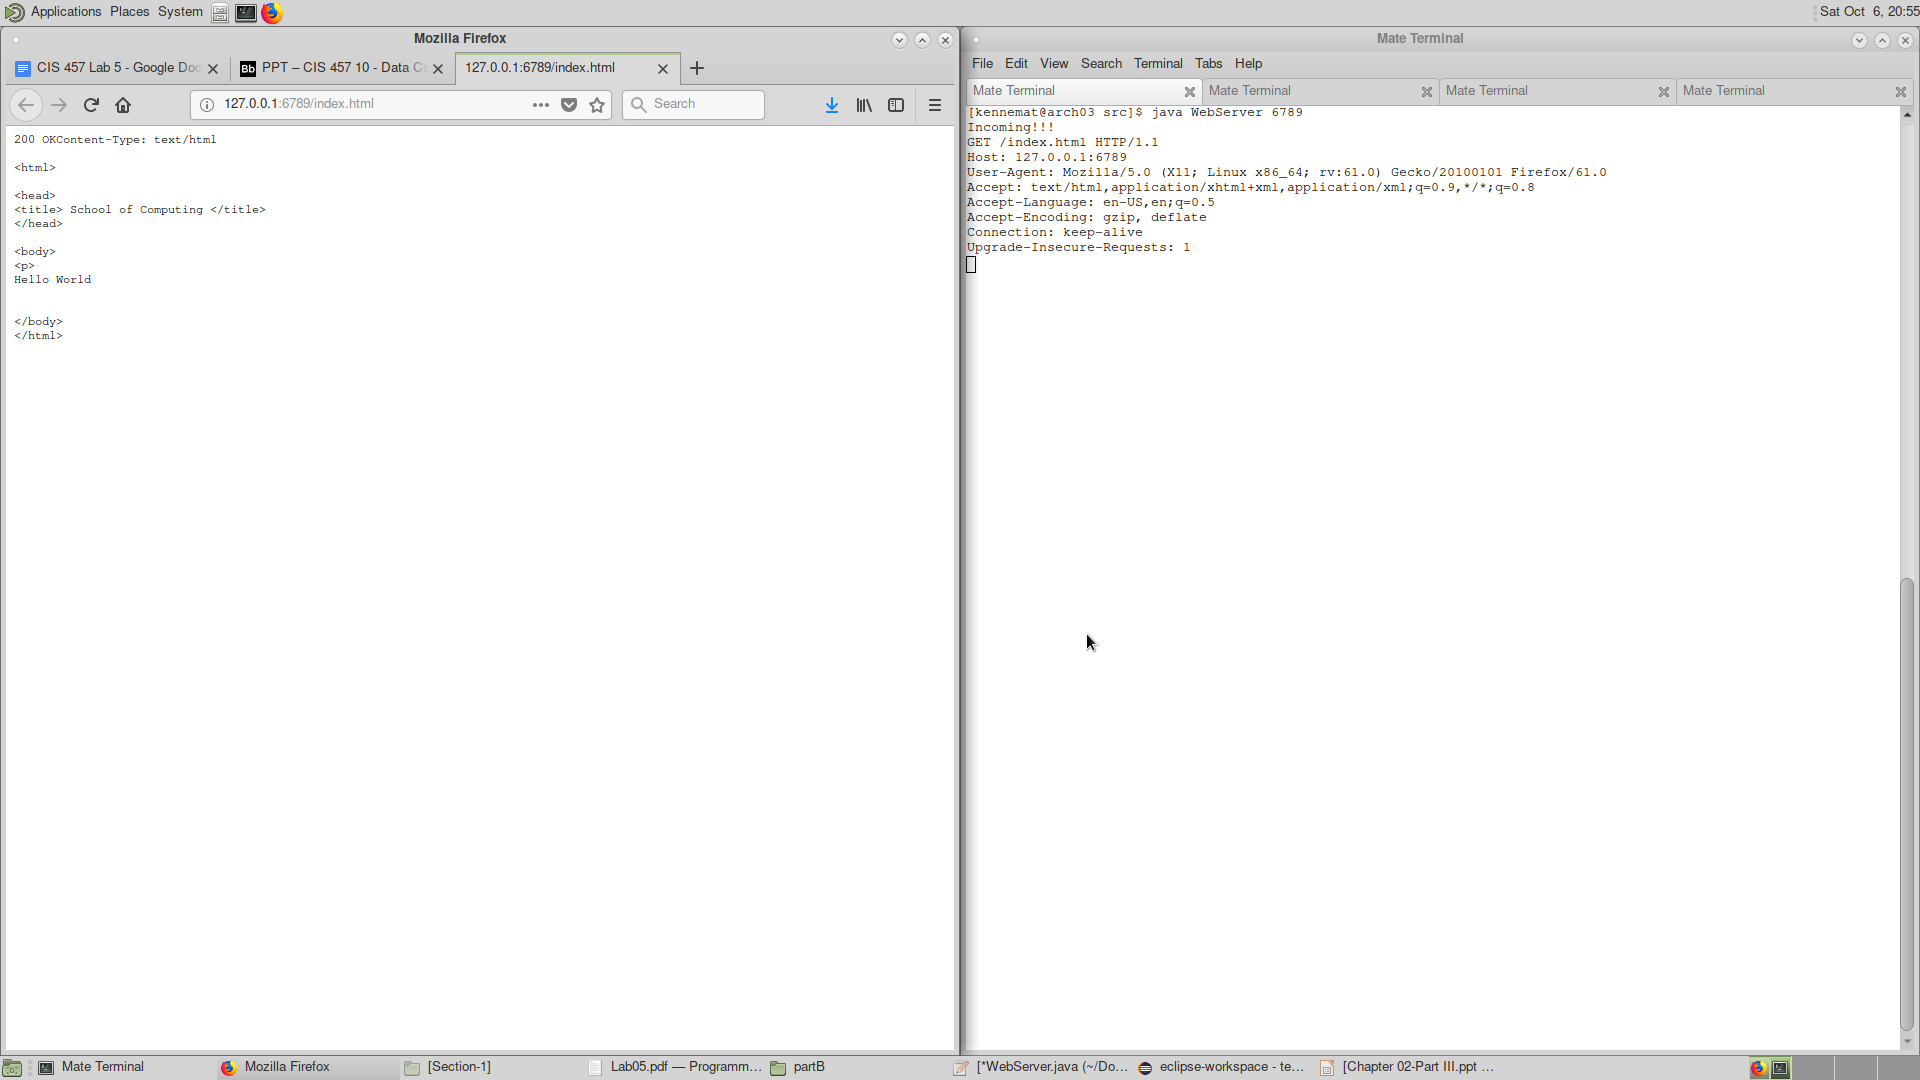 Applications Places System
Sat Oct 6, 20:55
Mozilla Firefox
CIS 457 Lab 5 - Google Doc
PPT – CIS 457 10 - Data C
127.0.0.1:6789/index.html
127.0.0.1:6789/index.html
Search
200 OKContent-Type: text/html
<html>
<head>
<title> School of Computing </title>
</head>
<body>
<p>
Hello World
</body>
</html>
Mate Terminal
File Edit View Search Terminal Tabs Help
Mate Terminal
Mate Terminal
Mate Terminal
Mate Terminal
[kennemat@arch03 src]$ java WebServer 6789
Incoming!!!
GET /index.html HTTP/1.1
Host: 127.0.0.1:6789
User-Agent: Mozilla/5.0 (X11; Linux x86_64; rv:61.0) Gecko/20100101 Firefox/61.0
Accept: text/html,application/xhtml+xml,application/xml;q=0.9,*/*;q=0.8
Accept-Language: en-US,en;q=0.5
Accept-Encoding: gzip, deflate
Connection: keep-alive
Upgrade-Insecure-Requests: 1
Mate Terminal
Mozilla Firefox
[Section-1]
Lab05.pdf — Programm...
partB
[*WebServer.java (~/Do...
eclipse-workspace - te...
[Chapter 02-Part III.ppt ...